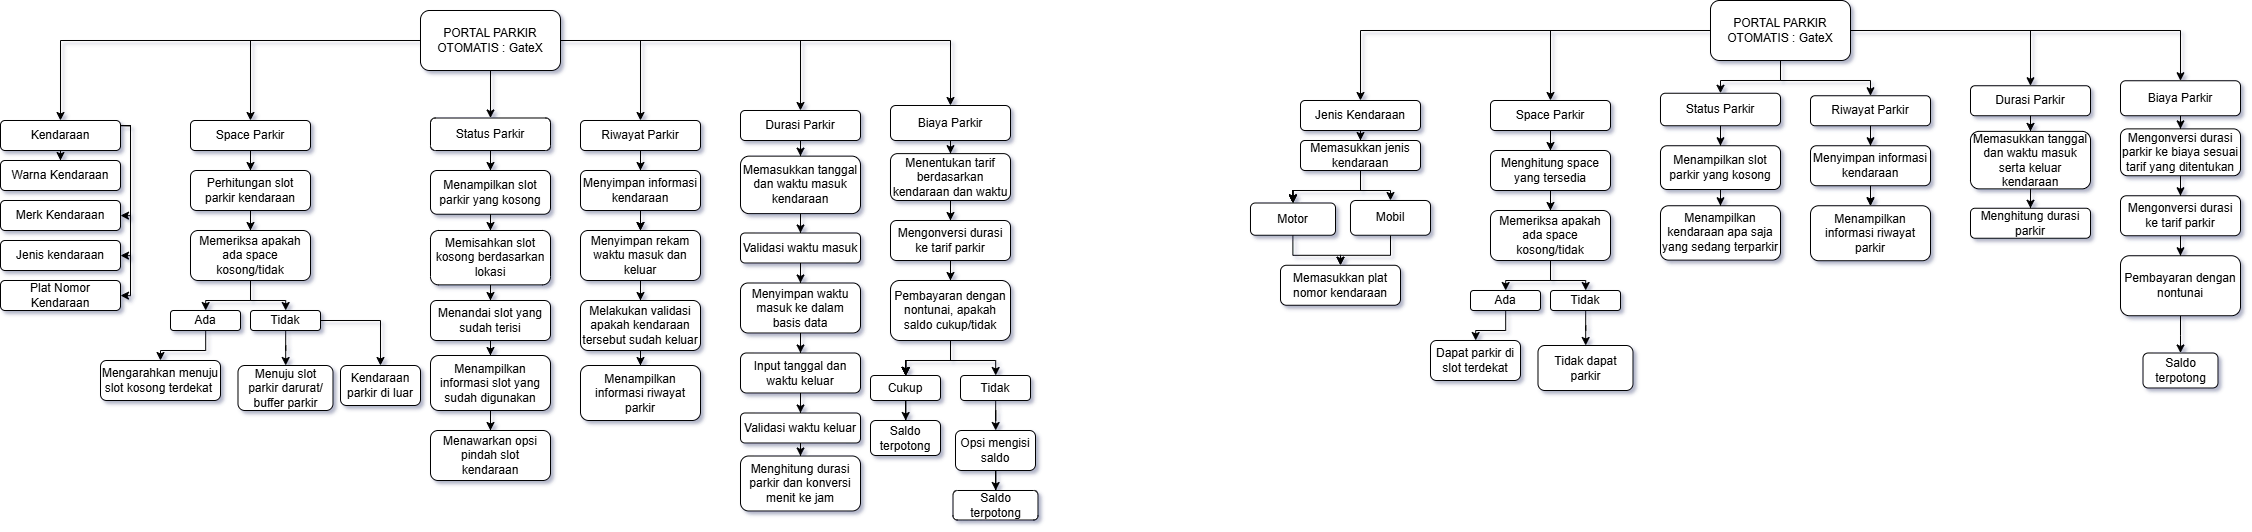 PORTAL PARKIR
OTOMATIS : GateX
Kendaraan
Warna Kendaraan
Merk Kendaraan
Jenis kendaraan
Plat Nomor
Kendaraan
Space Parkir
Perhitungan slot
parkir kendaraan
Memeriksa apakah
ada space
kosong/tidak
Ada
Tidak
Mengarahkan menuju
slot kosong terdekat
Menuju slot
parkir darurat/
buffer parkir
Kendaraan
parkir di luar
Status Parkir
Menampilkan slot
parkir yang kosong
Memisahkan slot
kosong berdasarkan
lokasi
Menandai slot yang
sudah terisi
Menampilkan
informasi slot yang
sudah digunakan
Menawarkan opsi
pindah slot
kendaraan
Riwayat Parkir
Menyimpan informasi
kendaraan
Menyimpan rekam
waktu masuk dan
keluar
Melakukan validasi
apakah kendaraan
tersebut sudah keluar
Menampilkan
informasi riwayat
parkir
Durasi Parkir
Memasukkan tanggal
dan waktu masuk
kendaraan
Validasi waktu masuk
Menyimpan waktu
masuk ke dalam
basis data
Input tanggal dan
waktu keluar
Validasi waktu keluar
Menghitung durasi
parkir dan konversi
menit ke jam
Biaya Parkir
Menentukan tarif
berdasarkan
kendaraan dan waktu
Mengonversi durasi
ke tarif parkir
Pembayaran dengan
nontunai, apakah
saldo cukup/tidak
Cukup
Tidak
Saldo
terpotong
Opsi mengisi
saldo
Saldo
terpotong
PORTAL PARKIR
OTOMATIS : GateX
Jenis Kendaraan
Memasukkan jenis
kendaraan
Motor
Mobil
Memasukkan plat
nomor kendaraan
Space Parkir
Menghitung space
yang tersedia
Memeriksa apakah
ada space
kosong/tidak
Ada
Tidak
Dapat parkir di
slot terdekat
Tidak dapat
parkir
Status Parkir
Menampilkan slot
parkir yang kosong
Menampilkan
kendaraan apa saja
yang sedang terparkir
Riwayat Parkir
Menyimpan informasi
kendaraan
Menampilkan
informasi riwayat
parkir
Durasi Parkir
Memasukkan tanggal
dan waktu masuk
serta keluar
kendaraan
Menghitung durasi
parkir
Biaya Parkir
Mengonversi durasi
parkir ke biaya sesuai
tarif yang ditentukan
Mengonversi durasi
ke tarif parkir
Pembayaran dengan
nontunai
Saldo
terpotong